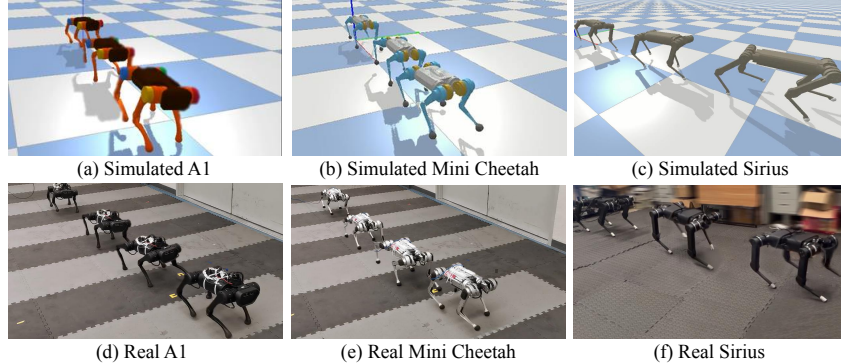 (a) Simulated A1
(b) Simulated Mini Cheetah
(c) Simulated Sirius
(d) Real A1
(e) Real Mini Cheetah
(f) Real Sirius